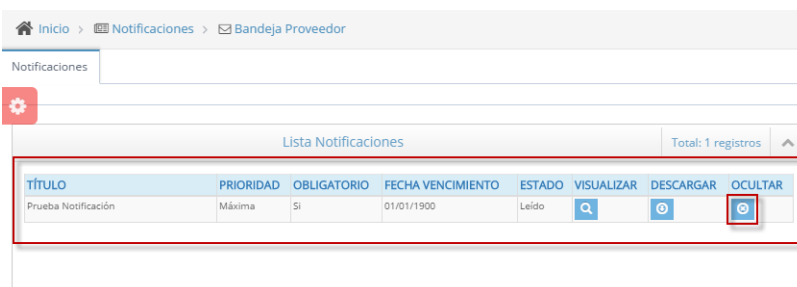 Inicio > Notificaciones > Bandeja Proveedor
Notificaciones
Lista Notificaciones Total: 1 registros
TÍTULO PRIORIDAD OBLIGATORIO FECHA VENCIMIENTO ESTADO VISUALIZAR DESCARGAR OCULTAR
Prueba Notificación Máxima Si 01/01/1900 Leído